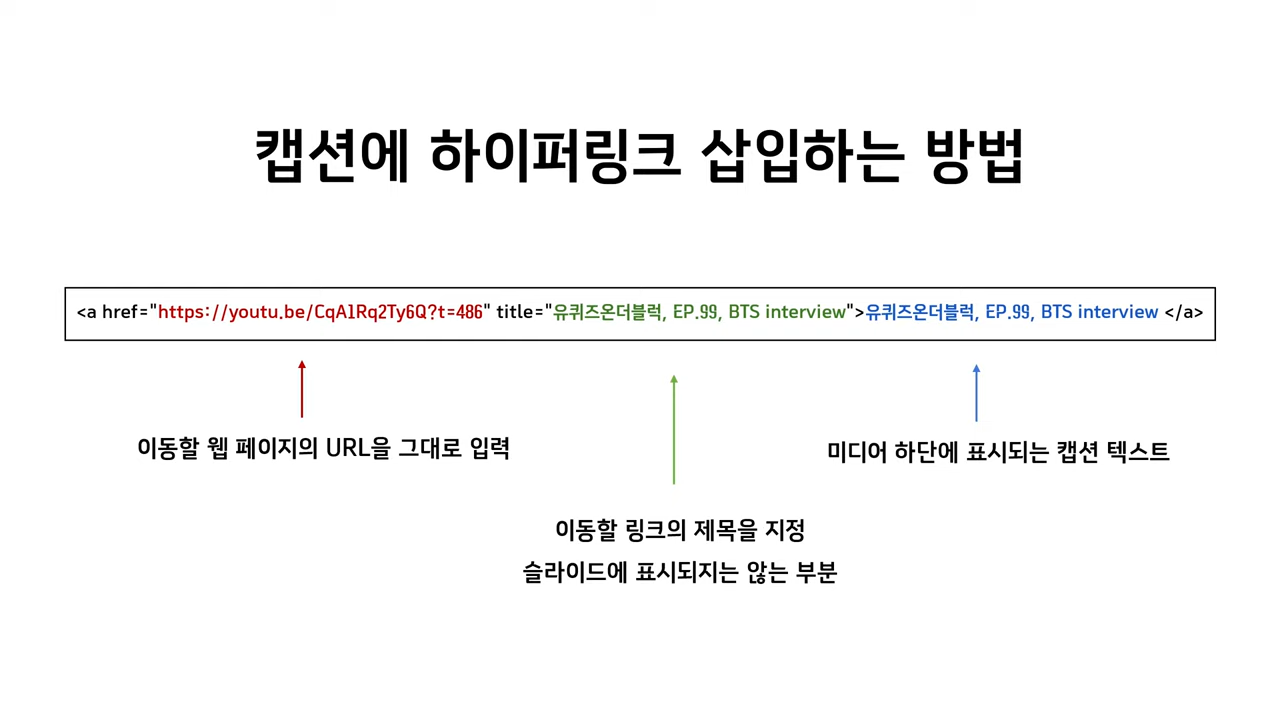 캡션에 하이퍼링크 삽입하는 방법
<a href="https://youtu.be/CqA1Rq2Ty6Q?t=486" title="유퀴즈온더블럭, EP.99, BTS interview">유퀴즈온더블럭, EP.99, BTS interview </a>
이동할 웹 페이지의 URL을 그대로 입력
미디어 하단에 표시되는 캡션 텍스트
이동할 링크의 제목을 지정
슬라이드에 표시되지는 않는 부분